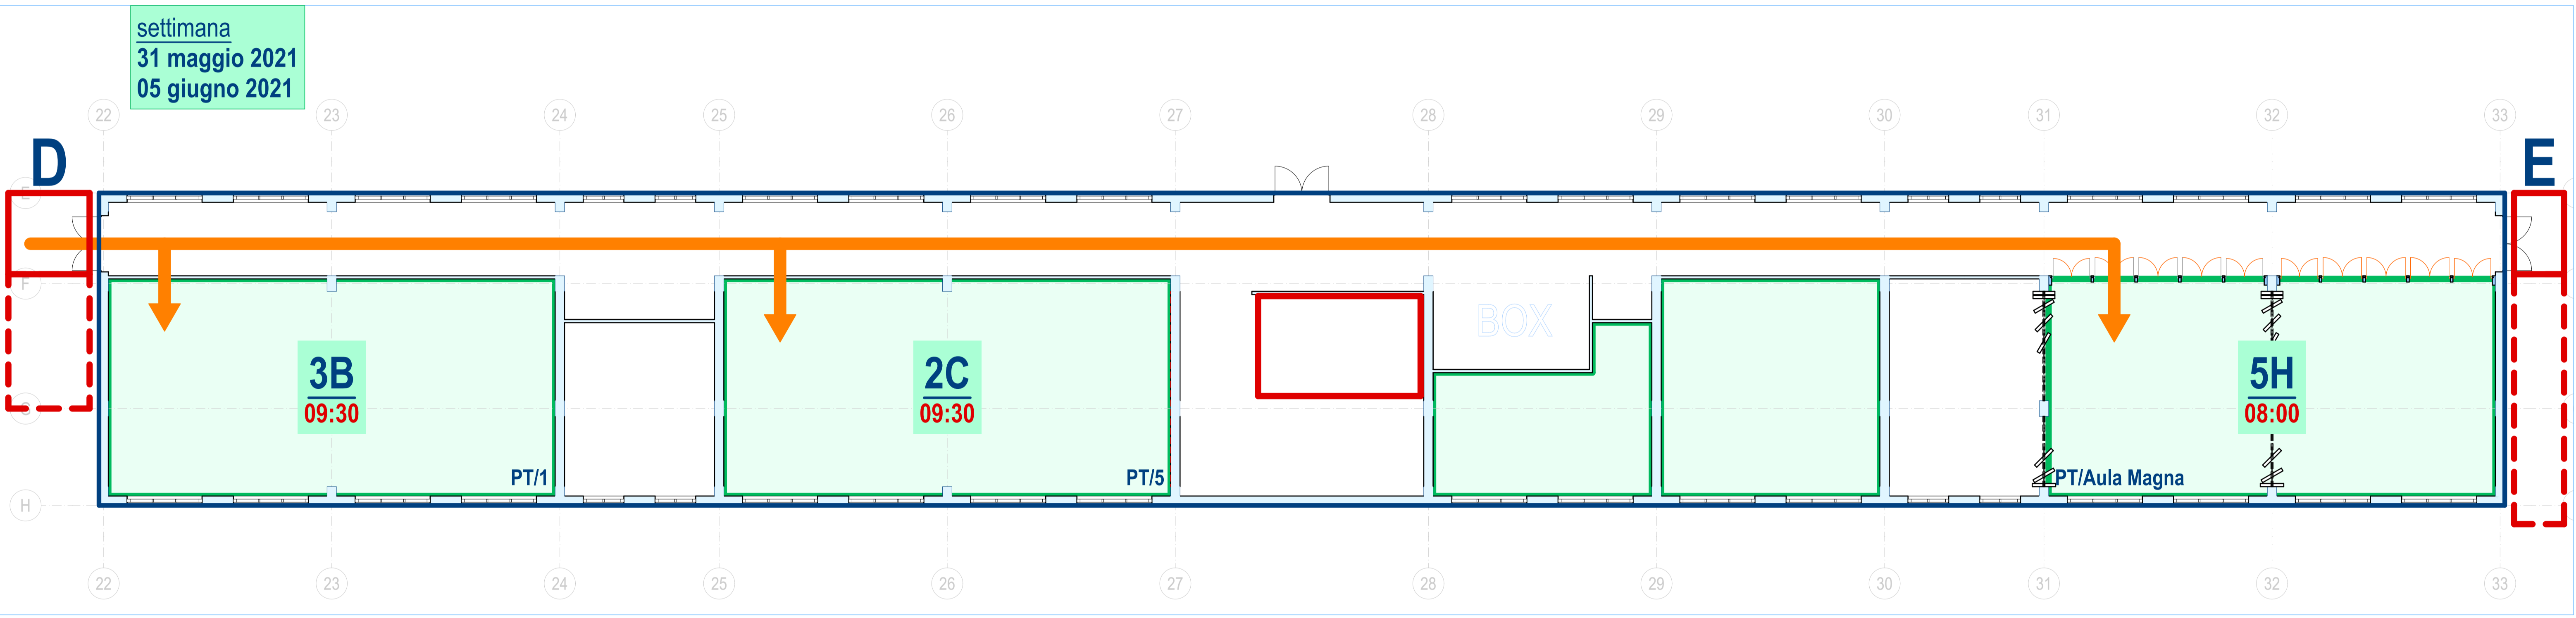 settimana
31 maggio 2021
05 giugno 2021
22 23 24 25 26 27 28 29 30 31 32 33
D E
E
F
BOX
3B
09:30
2C
09:30
5H
08:00
G
PT/1
PT/5
PT/Aula Magna
H
22 23 24 25 26 27 28 29 30 31 32 33